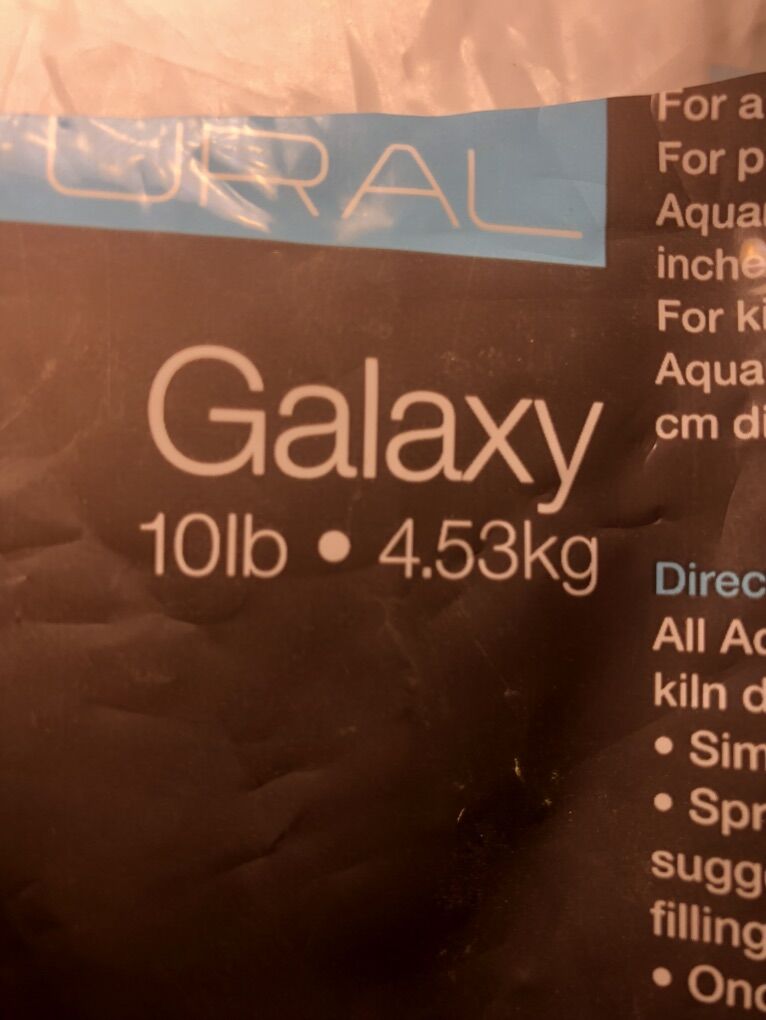 URAL
Galaxy
10lb • 4.53kg
For a
For p
Aquar
inche
For ki
Aqua
cm di
Direc
All Ac
kiln d
• Sim
• Spr
sugge
filling
• Onc